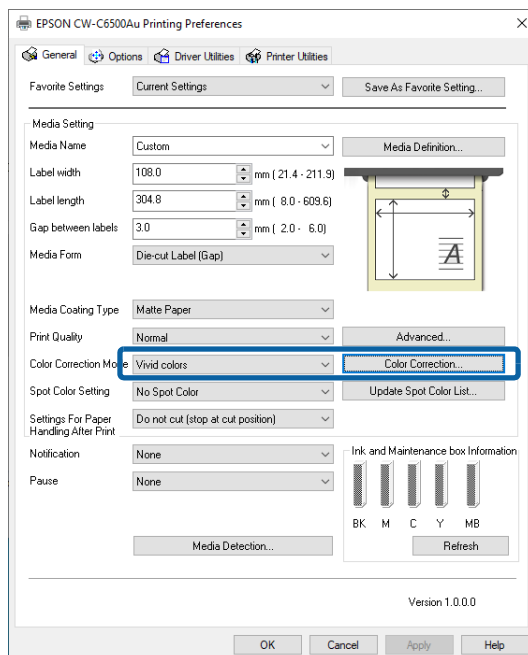 EPSON CW-C6500Au Printing Preferences
General Options Driver Utilities Printer Utilities
Favorite Settings Current Settings Save As Favorite Setting...
Media Setting
Media Name Custom Media Definition...
Label width 108.0 mm ( 21.4 - 211.9)
Label length 304.8 mm ( 8.0 - 609.6)
Gap between labels 3.0 mm ( 2.0 - 6.0)
Media Form Die-cut Label (Gap)
A
Media Coating Type Matte Paper
Print Quality Normal Advanced...
Color Correction Mode Vivid colors Color Correction...
Spot Color Setting No Spot Color Update Spot Color List...
Settings For Paper Do not cut (stop at cut position)
Handling After Print
Notification None Ink and Maintenance box Information
Pause None
BK M C Y MB
Media Detection... Refresh
Version 1.0.0.0
OK Cancel Apply Help